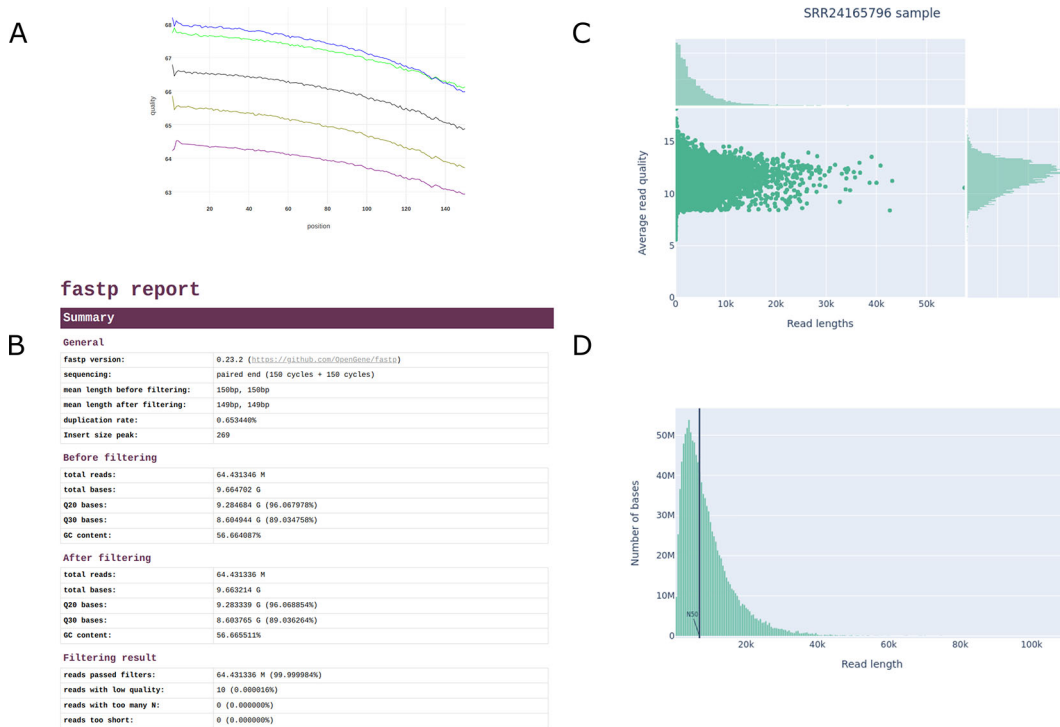 A
68
67
66
65
64
63
quality
20 40 60 80 100 120 140
position
B
fastp report
Summary
General
fastp version: 0.23.2 (https://github.com/OpenGene/fastp)
sequencing: paired end (150 cycles + 150 cycles)
mean length before filtering: 150bp, 150bp
mean length after filtering: 149bp, 149bp
duplication rate: 0.653440%
Insert size peak: 269
Before filtering
total reads: 64.431346 M
total bases: 9.664702 G
Q20 bases: 9.284684 G (96.067978%)
Q30 bases: 8.604944 G (89.034758%)
GC content: 56.664087%
After filtering
total reads: 64.431336 M
total bases: 9.663214 G
Q20 bases: 9.283339 G (96.068854%)
Q30 bases: 8.603765 G (89.036264%)
GC content: 56.665511%
Filtering result
reads passed filters: 64.431336 M (99.999984%)
reads with low quality: 10 (0.000016%)
reads with too many N: 0 (0.000000%)
reads too short: 0 (0.000000%)
C
SRR24165796 sample
15
10
5
0
Average read quality
0 10k 20k 30k 40k 50k
Read lengths
D
50M
40M
30M
20M
10M
0
Number of bases
N50
20k 40k 60k 80k 100k
Read length